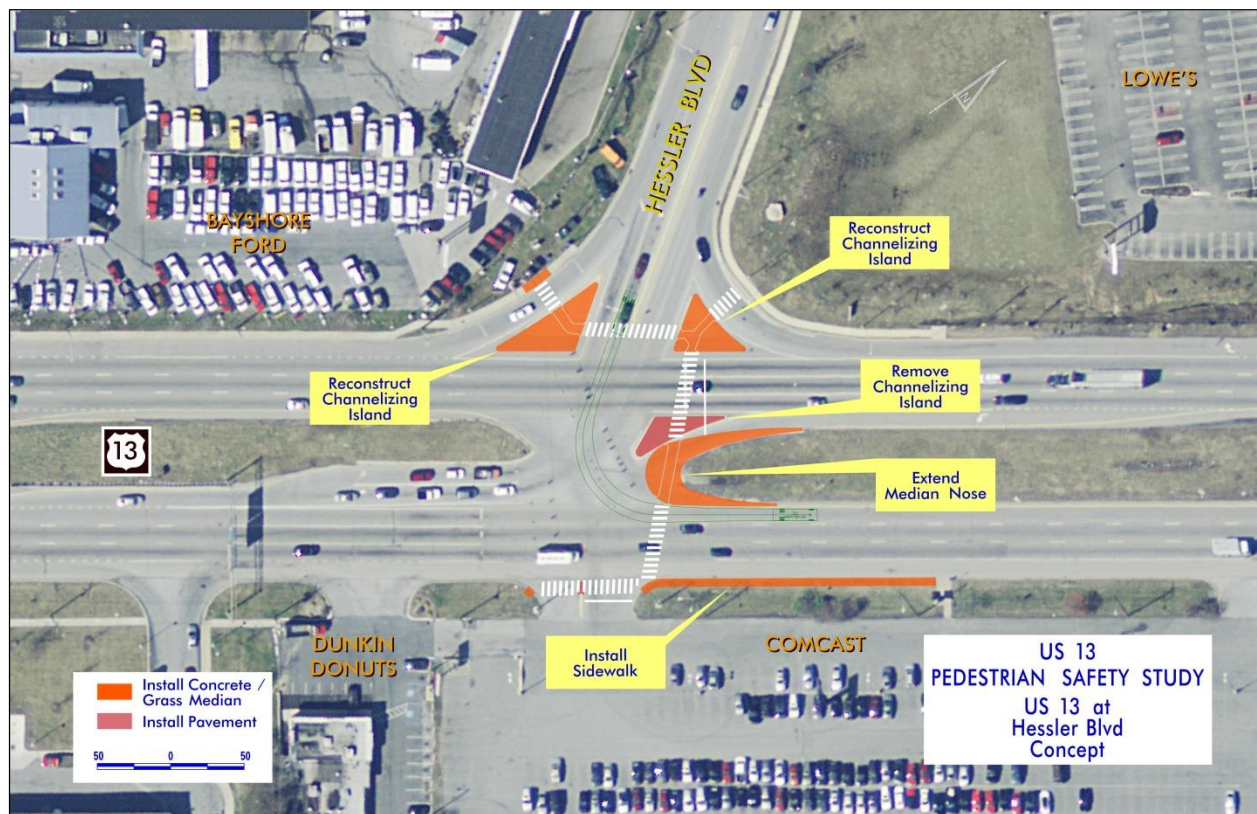 HESSLER BLVD
LOWE'S
BAYSHORE
FORD
Reconstruct
Channelizing
Island
Reconstruct
Channelizing
Island
Remove
Channelizing
Island
13
Extend
Median Nose
DUNKIN
DONUTS
Install
Sidewalk
COMCAST
Install Concrete /
Grass Median
Install Pavement
50 0 50
US 13
PEDESTRIAN SAFETY STUDY
US 13 at
Hessler Blvd
Concept
N